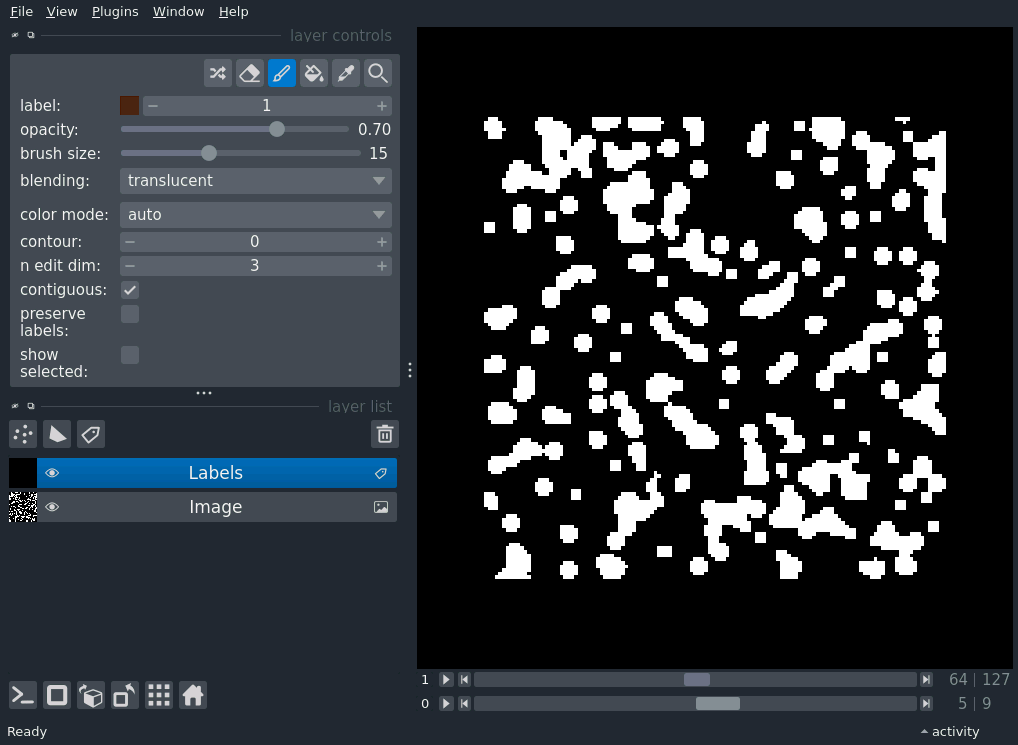 File View Plugins Window Help
layer controls
label: 1
opacity: 0.70
brush size: 15
blending: translucent
color mode: auto
contour: 0
n edit dim: 3
contiguous:
preserve
labels:
show
selected:
layer list
Labels
Image
1 64 | 127
0 5 | 9
Ready activity